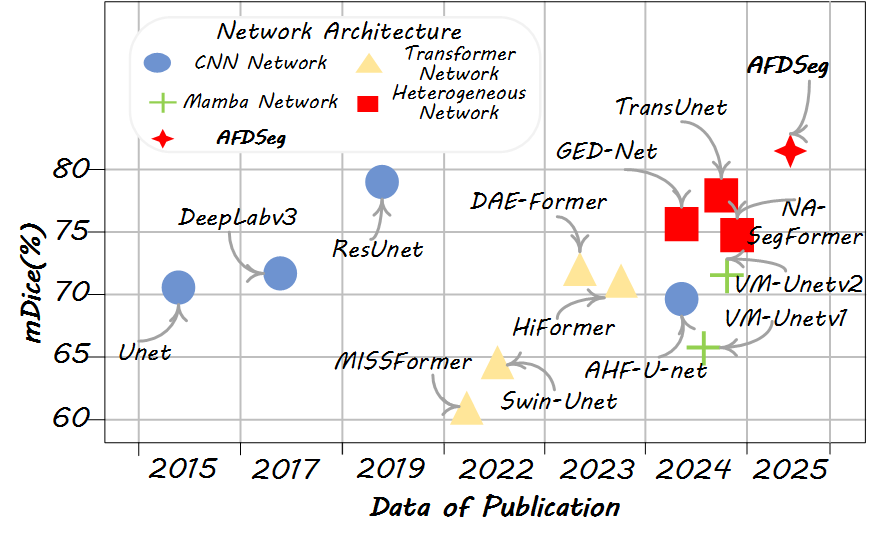 Network Architecture
CNN Network
Transformer
Network
Mamba Network
Heterogeneous
Network
AFDSeg
AFDSeg
TransUnet
GED-Net
80
DAE-Former
NA-
SegFormer
DeepLabv3
75
ResUnet
mDice(%)
70
VM-Unetv2
HiFormer
VM-Unetv1
Unet
65
MISSFormer
AHF-U-net
Swin-Unet
60
2015
2017
2019
2022
2023
2024
2025
Data of Publication